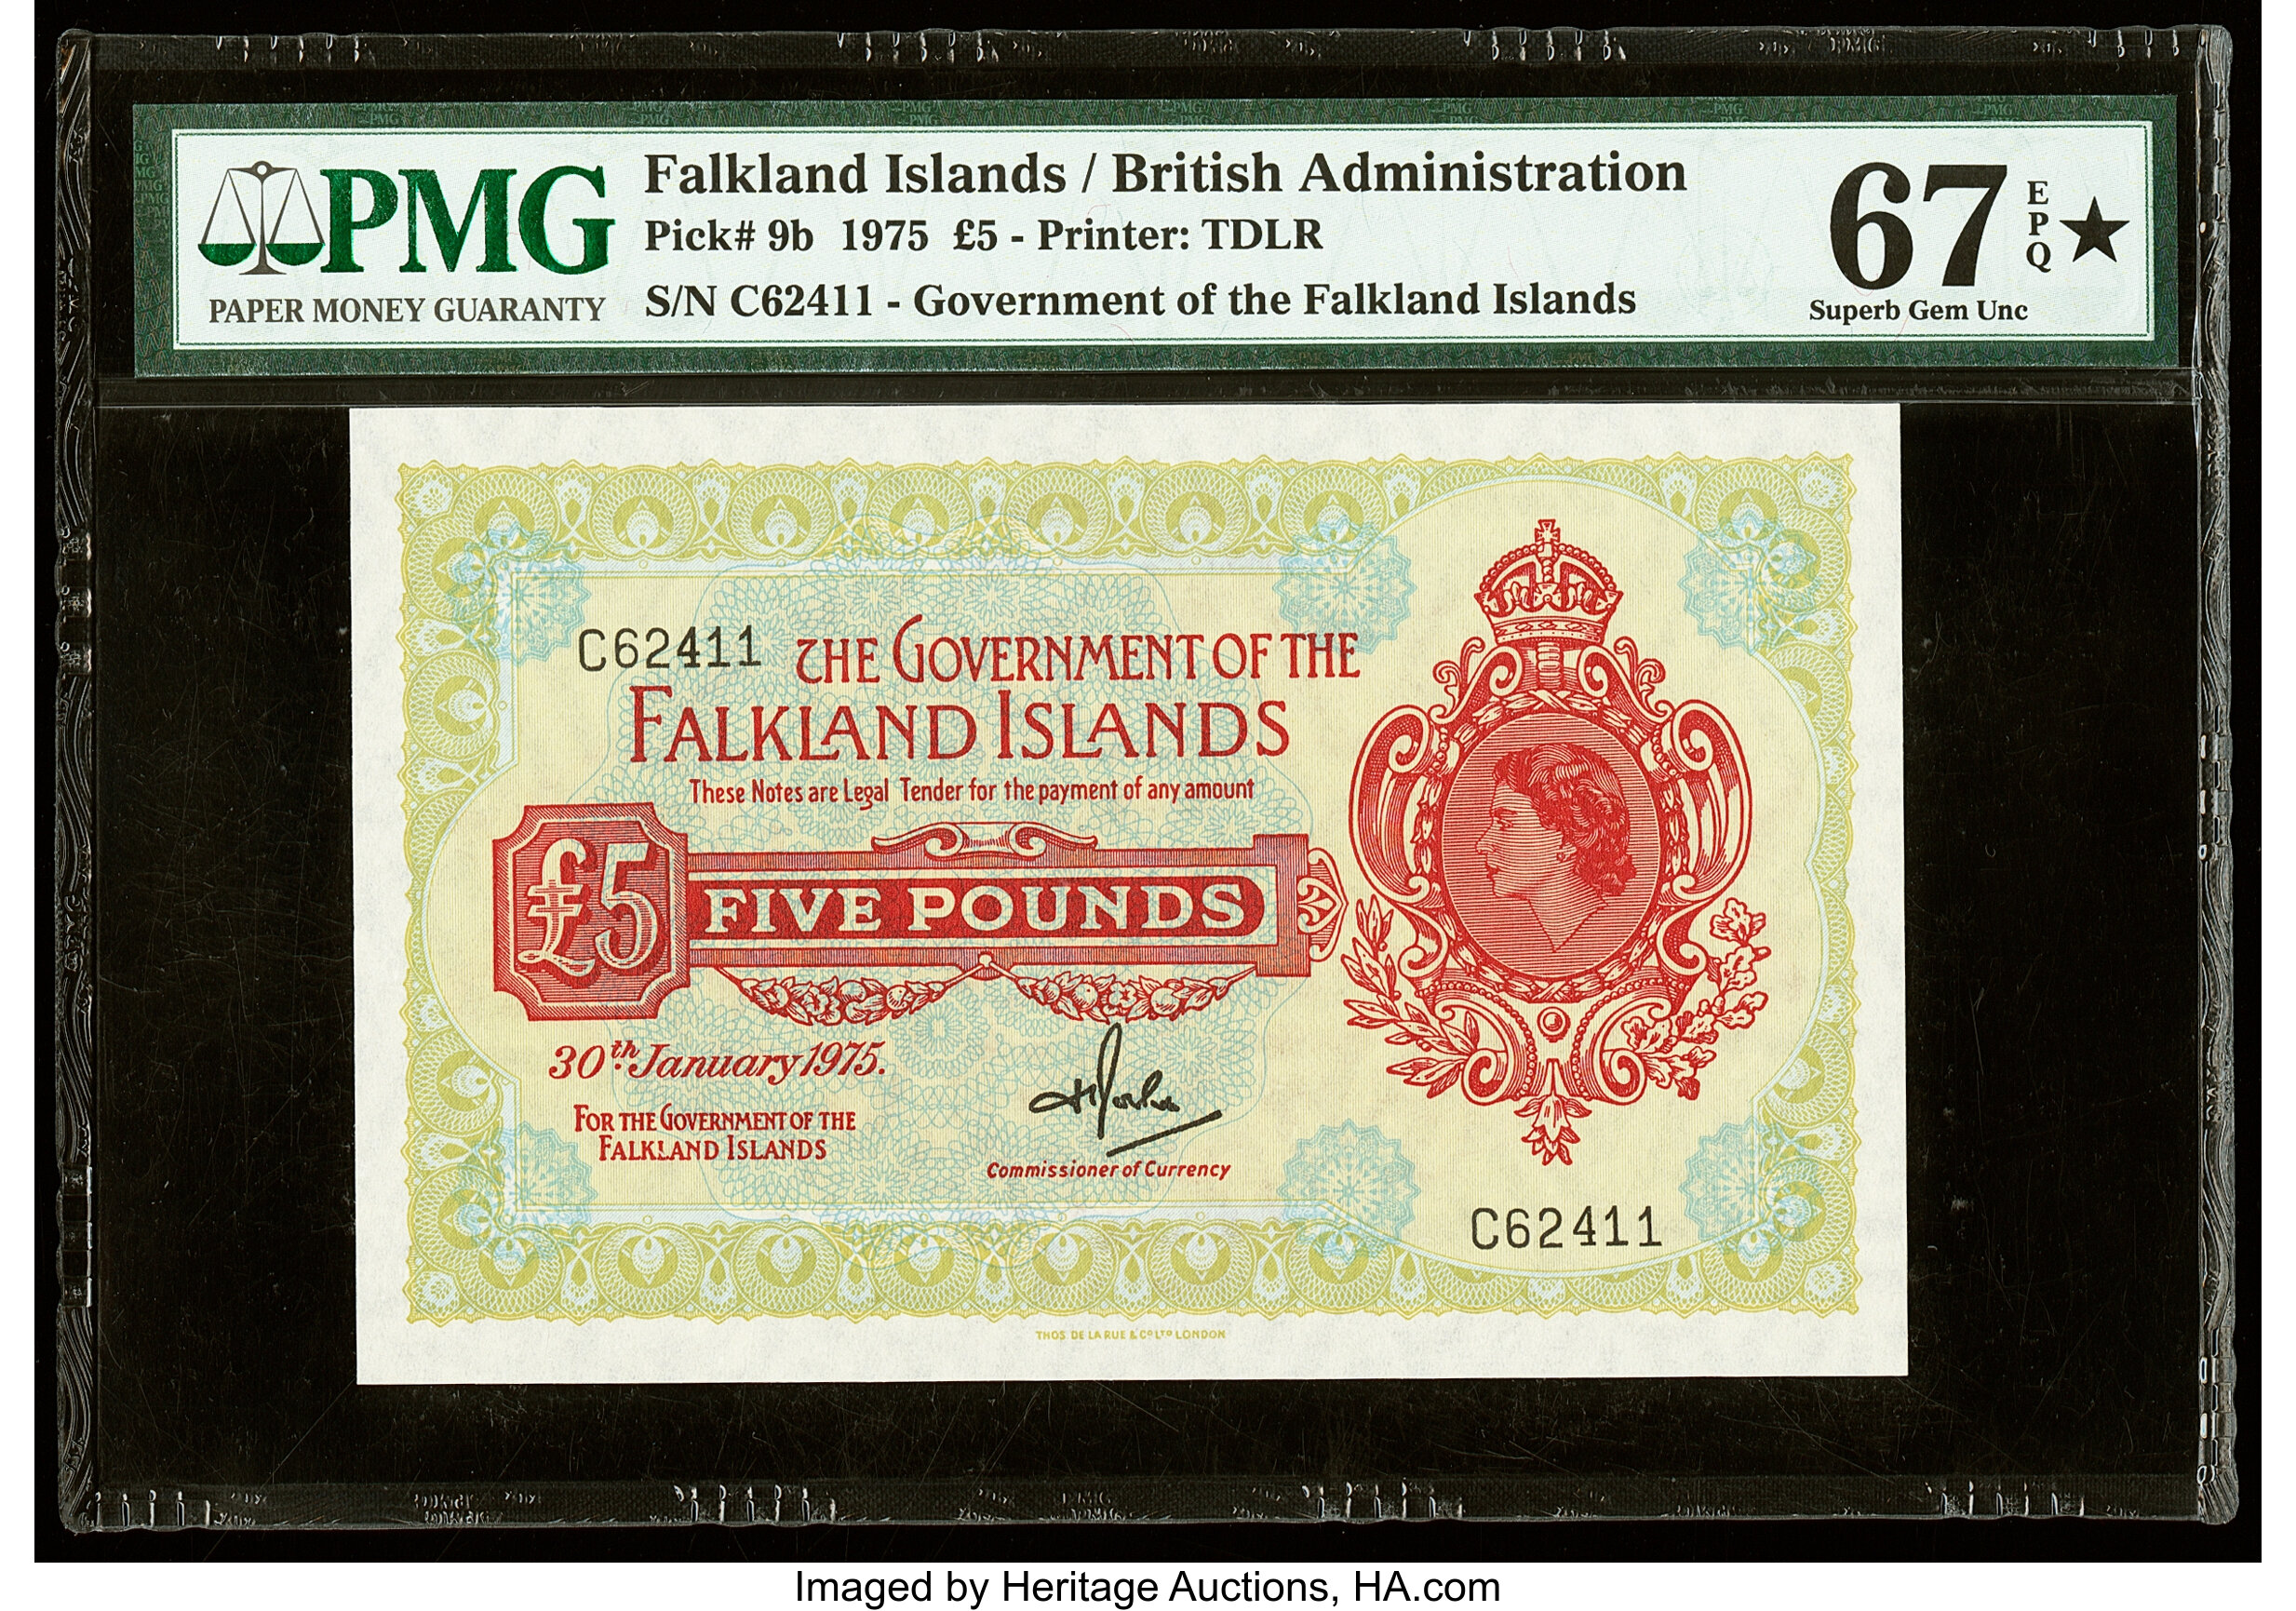 PMG
PAPER MONEY GUARANTY
Falkland Islands / British Administration
Pick# 9b 1975 £5 - Printer: TDLR
S/N C62411 - Government of the Falkland Islands
67 EPQ ★
Superb Gem Unc
C62411
THE GOVERNMENT OF THE
FALKLAND ISLANDS
These Notes are Legal Tender for the payment of any amount
£5
FIVE POUNDS
30th January 1975.
FOR THE GOVERNMENT OF THE
FALKLAND ISLANDS
Commissioner of Currency
C62411
THOS DE LA RUE & CO LTD LONDON
Imaged by Heritage Auctions, HA.com